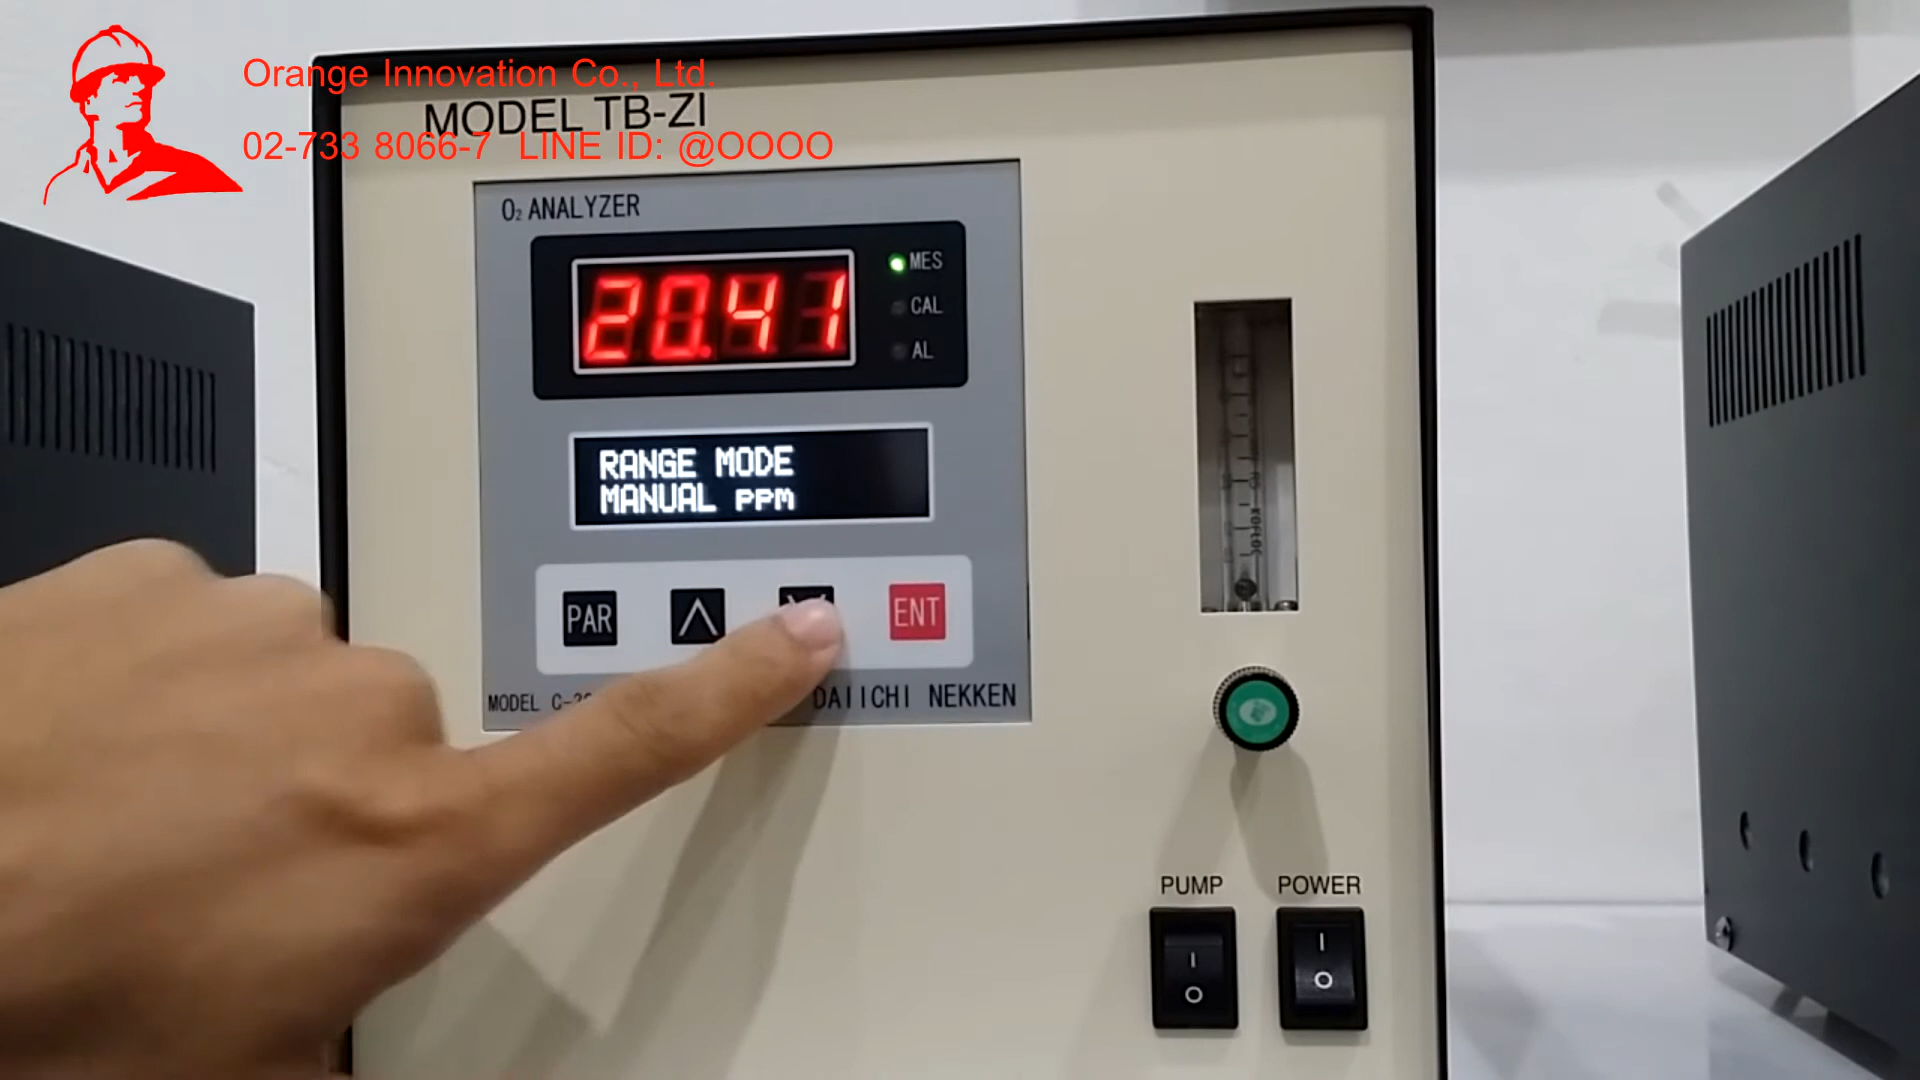 Orange Innovation Co., Ltd.
MODEL TB-ZI
02-733 8066-7 LINE ID: @OOOO
O₂ ANALYZER
20.41
MES
CAL
AL
RANGE MODE
MANUAL ppm
PAR
ENT
MODEL
DAIICHI NEKKEN
KOFLOC
PUMP
POWER